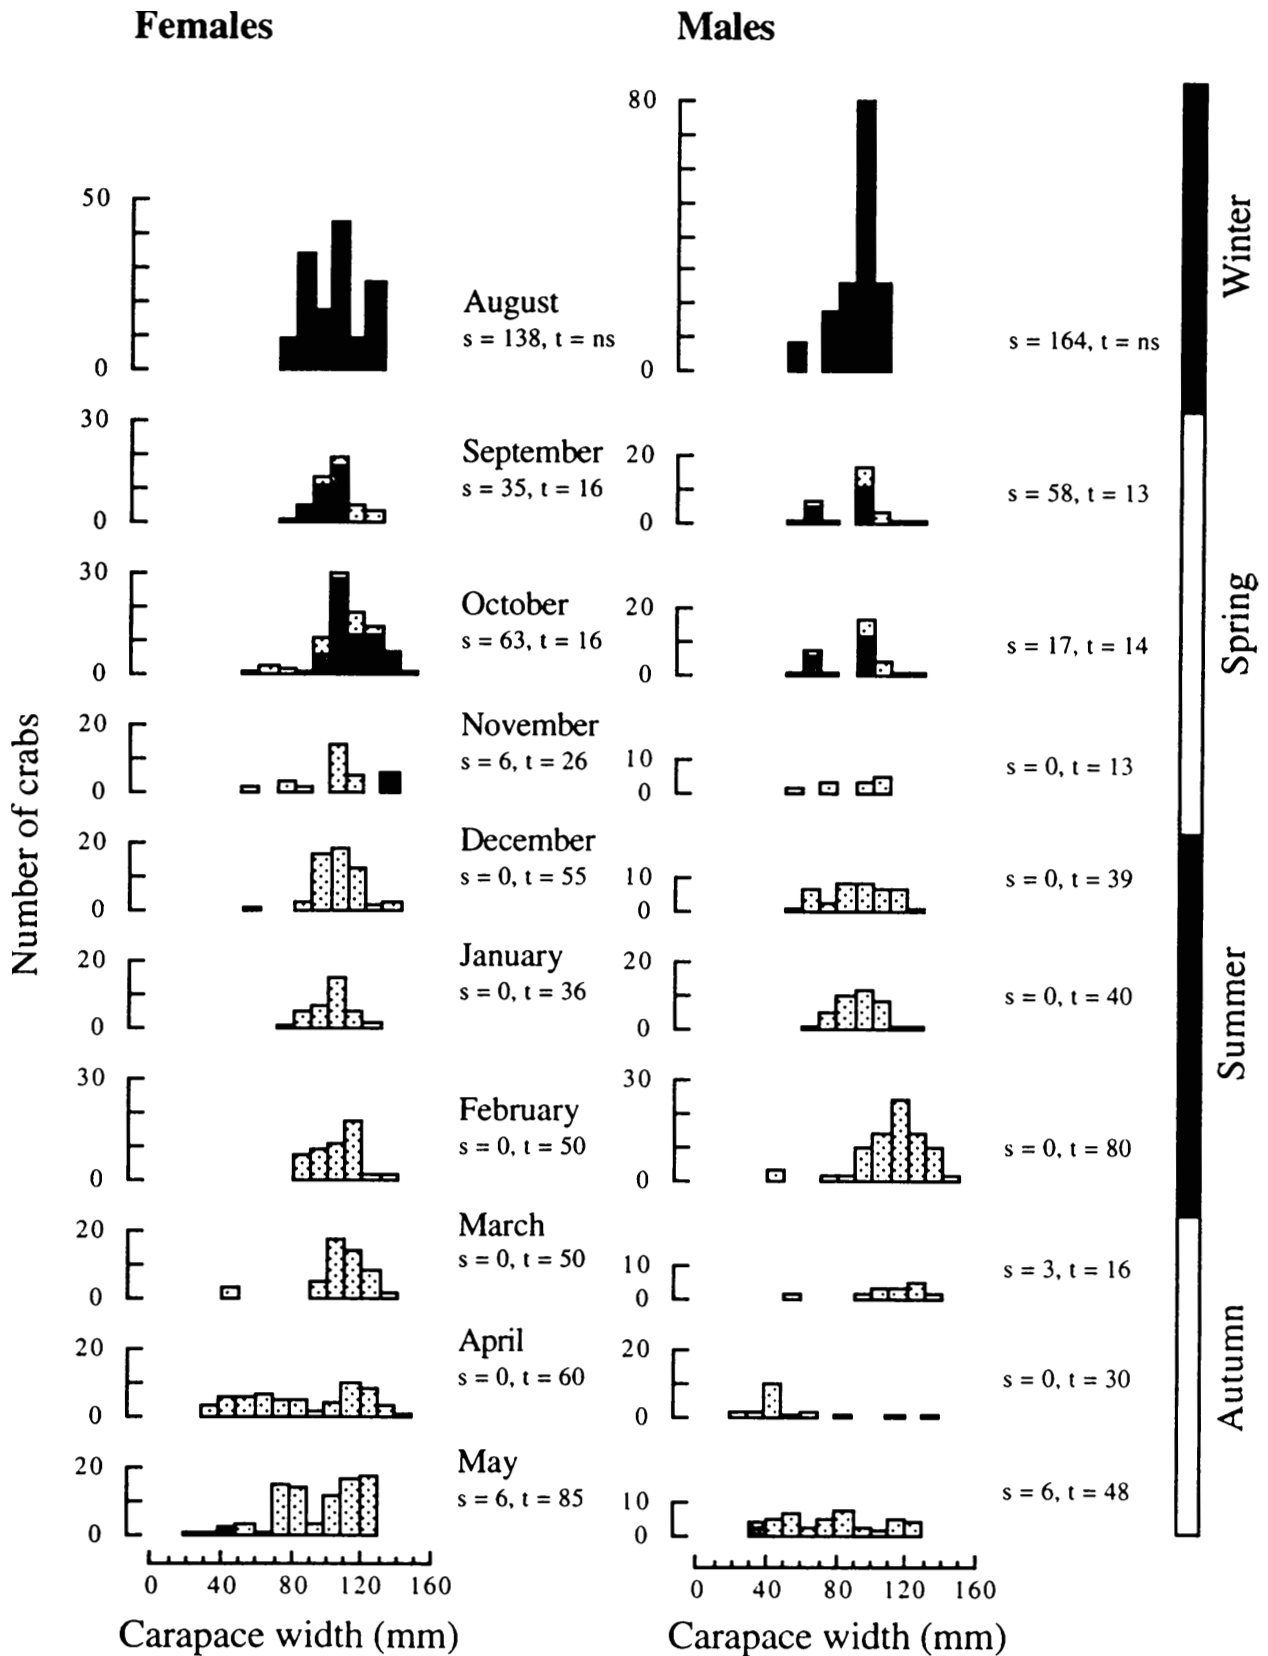 Females Males
80
50
August
s = 138, t = ns
s = 164, t = ns
0 0
Winter
30
September 20
s = 35, t = 16
s = 58, t = 13
0 0
30
October 20
s = 63, t = 16
s = 17, t = 14
0 0
Spring
20
November
s = 6, t = 26
10
s = 0, t = 13
0 0
Number of crabs
20
December
s = 0, t = 55
10
s = 0, t = 39
0 0
January
20 20
s = 0, t = 36
s = 0, t = 40
0 0
Summer
30 30
February
s = 0, t = 50
s = 0, t = 80
0 0
March
20
s = 0, t = 50
10
s = 3, t = 16
0 0
April
20 20
s = 0, t = 60
s = 0, t = 30
0 0
Autumn
May
20
s = 6, t = 85
s = 6, t = 48
10
0 0
0 40 80 120 160 0 40 80 120 160
Carapace width (mm) Carapace width (mm)